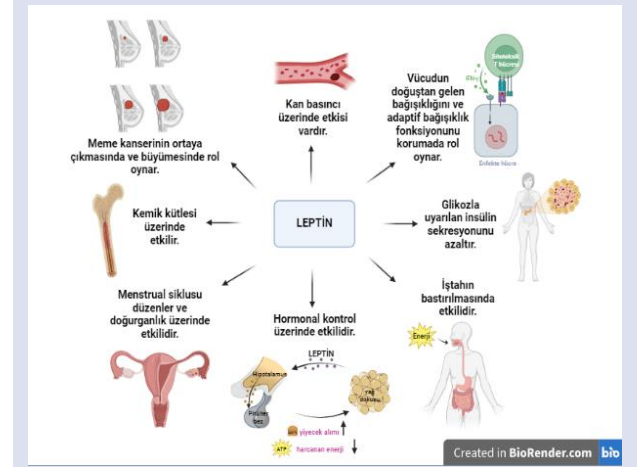 Meme kanserinin ortaya
çıkmasında ve büyümesinde rol
oynar.
Kan basıncı
üzerinde etkisi
vardır.
Vücudun
doğuştan gelen
bağışıklığını ve
adaptif bağışıklık
fonksiyonunu
korumada rol
oynar.
T hücresi
Enfekte hücre
Kemik kütlesi
üzerinde
etkilir.
LEPTİN
Glikozla
uyarılan insülin
sekresyonunu
azaltır.
Menstrual siklusu
düzenler ve
doğurganlık üzerinde
etkilidir.
Hormonal kontrol
üzerinde etkilidir.
İştahın
bastırılmasında
etkilidir.
Enerji
LEPTİN
Hipotalamus
yağ
dokusu
bez
yiyecek alımı
ATP harcanan enerji
Created in BioRender.com bio